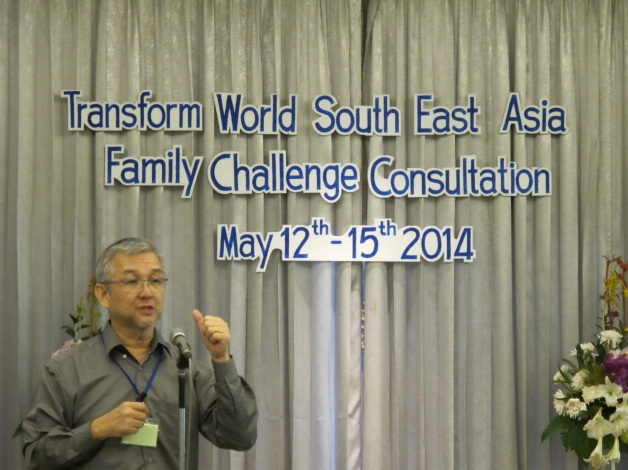 Transform World South East Asia
Family Challenge Consultation
May 12th-15th 2014